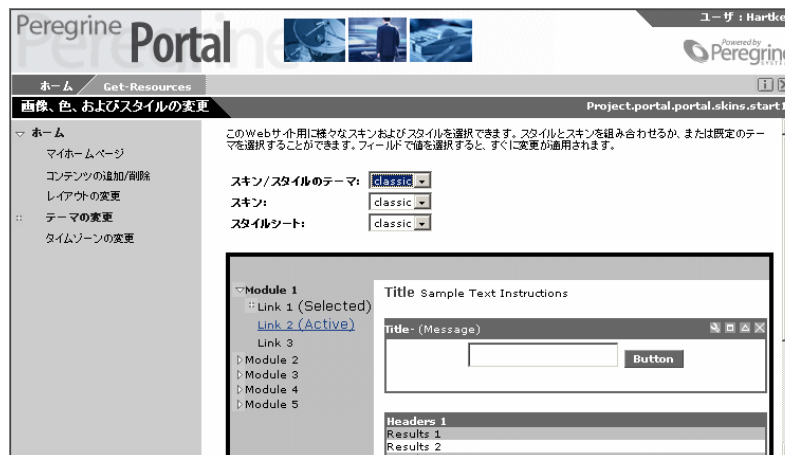 Peregrine Portal
ユーザ : Hartke
Powered by
Peregrine
ホーム Get-Resources
画像、色、およびスタイルの変更 Project.portal.portal.skins.start
ホーム
マイホームページ
コンテンツの追加/削除
レイアウトの変更
テーマの変更
タイムゾーンの変更
このWebサイト用に様々なスキンおよびスタイルを選択できます。スタイルとスキンを組み合わせるか、または既定のテー
マを選択することができます。フィールドで値を選択すると、すぐに変更が適用されます。
スキン/スタイルのテーマ: classic
スキン: classic
スタイルシート: classic
Module 1
Link 1 (Selected)
Link 2 (Active)
Link 3
Module 2
Module 3
Module 4
Module 5
Title Sample Text Instructions
Title- (Message)
Button
Headers 1
Results 1
Results 2